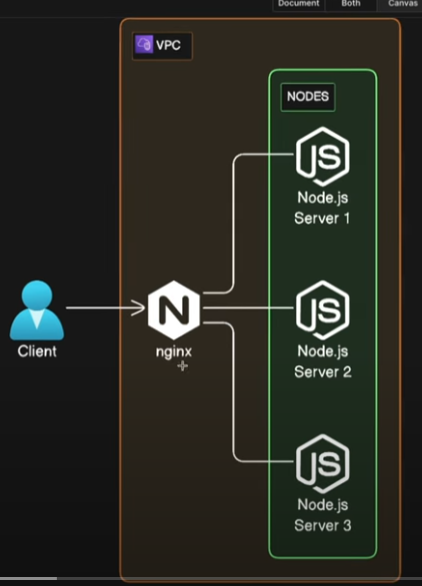 Document Both Canvas
VPC
NODES
JS
Node.js
Server 1
Client
N
nginx
JS
Node.js
Server 2
JS
Node.js
Server 3